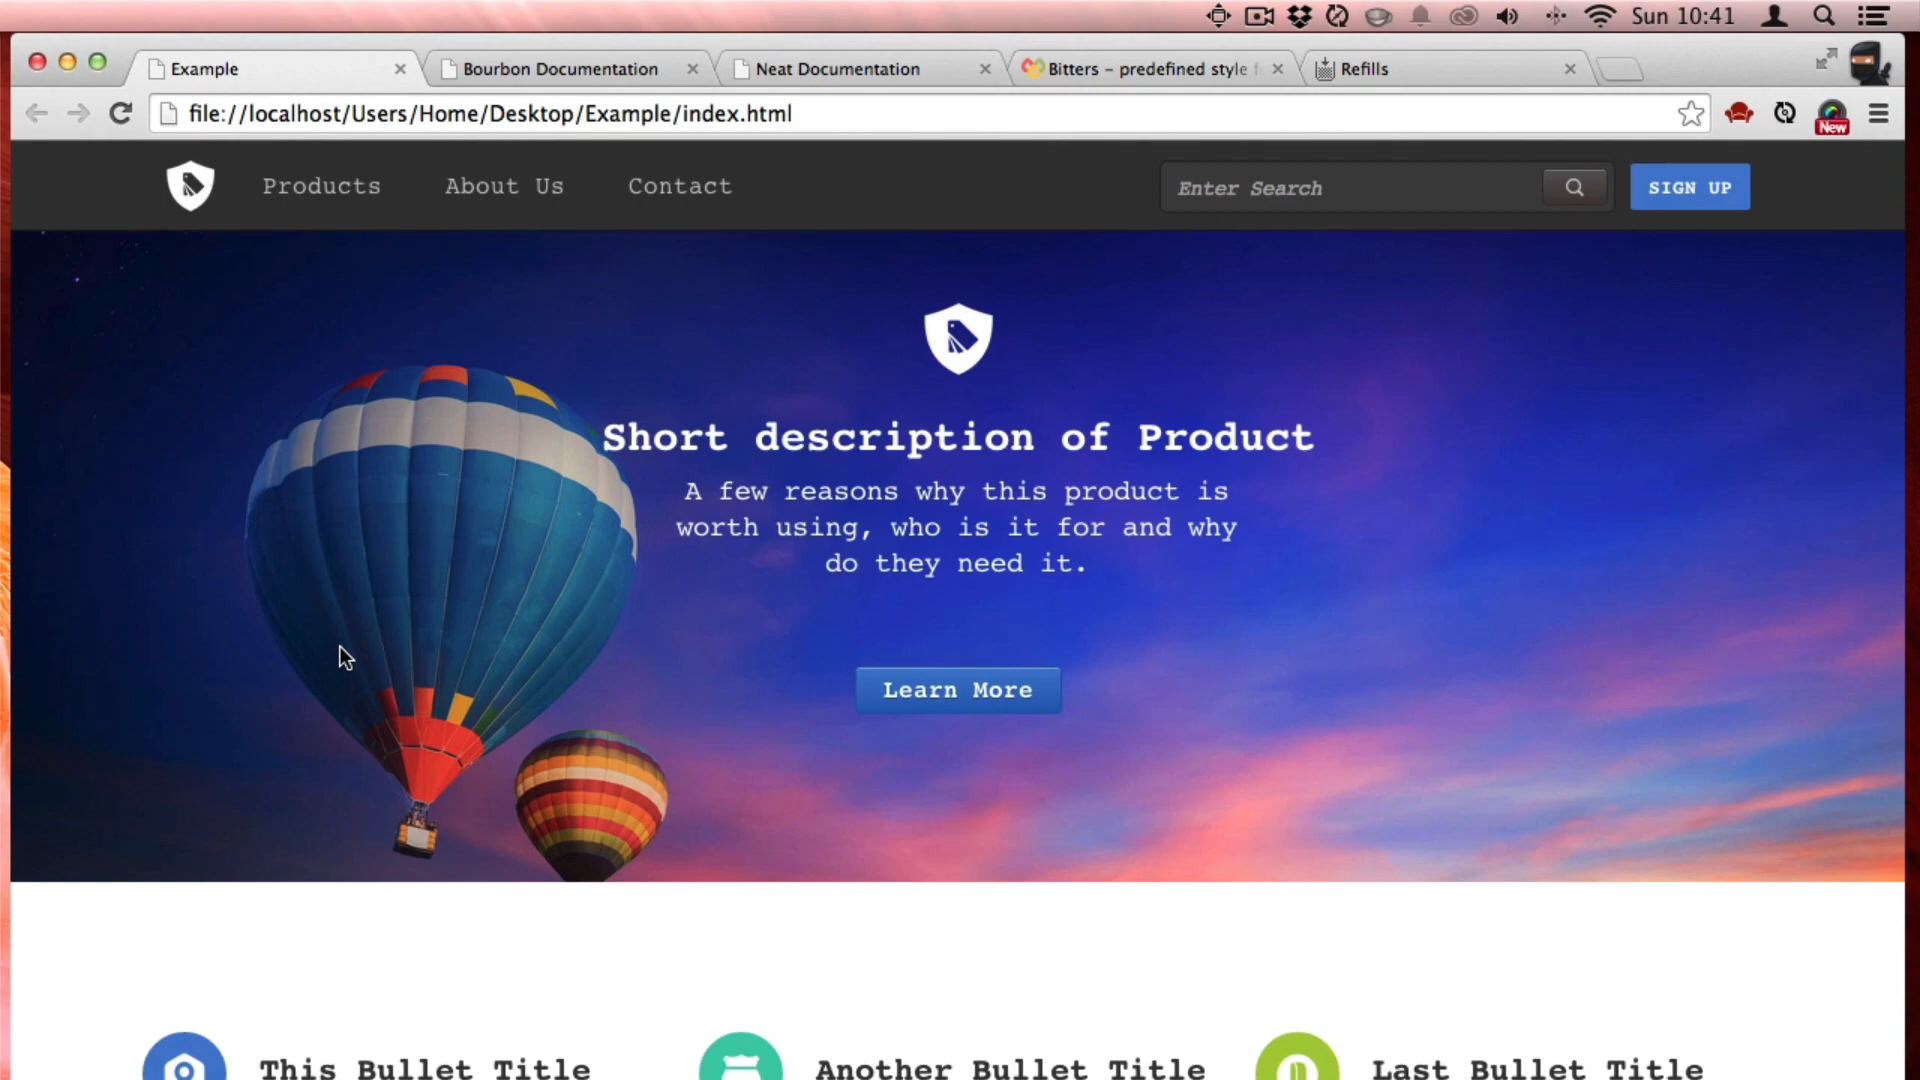 Sun 10:41
Example
Bourbon Documentation
Neat Documentation
Bitters – predefined style
Refills
file://localhost/Users/Home/Desktop/Example/index.html
New
Products
About Us
Contact
Enter Search
SIGN UP
Short description of Product
A few reasons why this product is
worth using, who is it for and why
do they need it.
Learn More
This Bullet Title
Another Bullet Title
Last Bullet Title